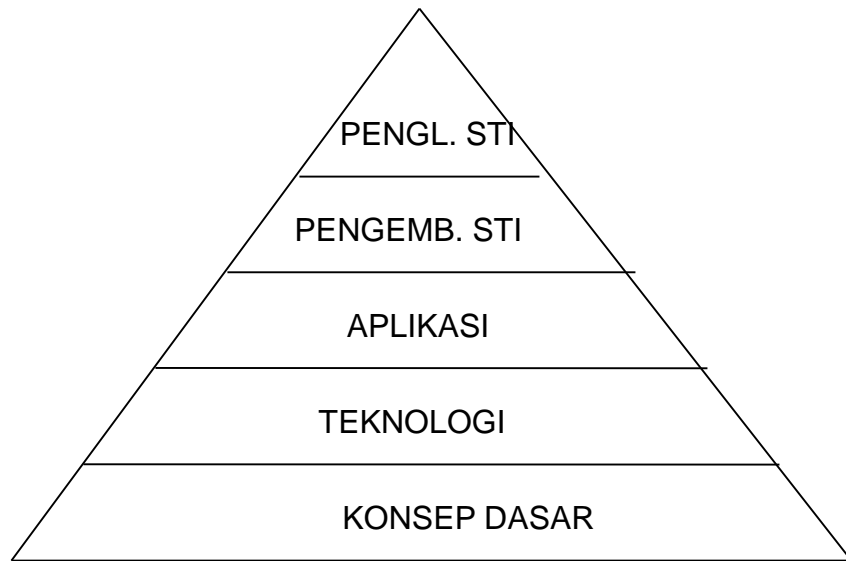 PENGL. STI
PENGEMB. STI
APLIKASI
TEKNOLOGI
KONSEP DASAR